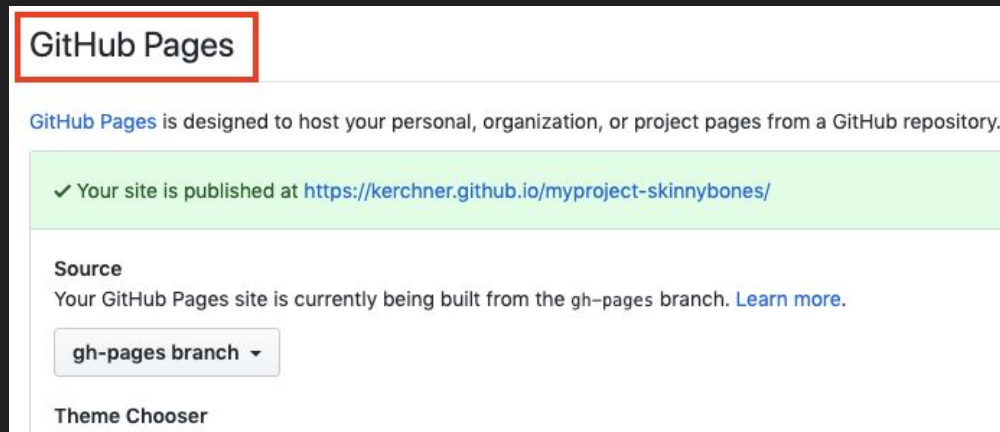 GitHub Pages
GitHub Pages is designed to host your personal, organization, or project pages from a GitHub repository.
✓ Your site is published at https://kerchner.github.io/myproject-skinnybones/
Source
Your GitHub Pages site is currently being built from the gh-pages branch. Learn more.
gh-pages branch
Theme Chooser